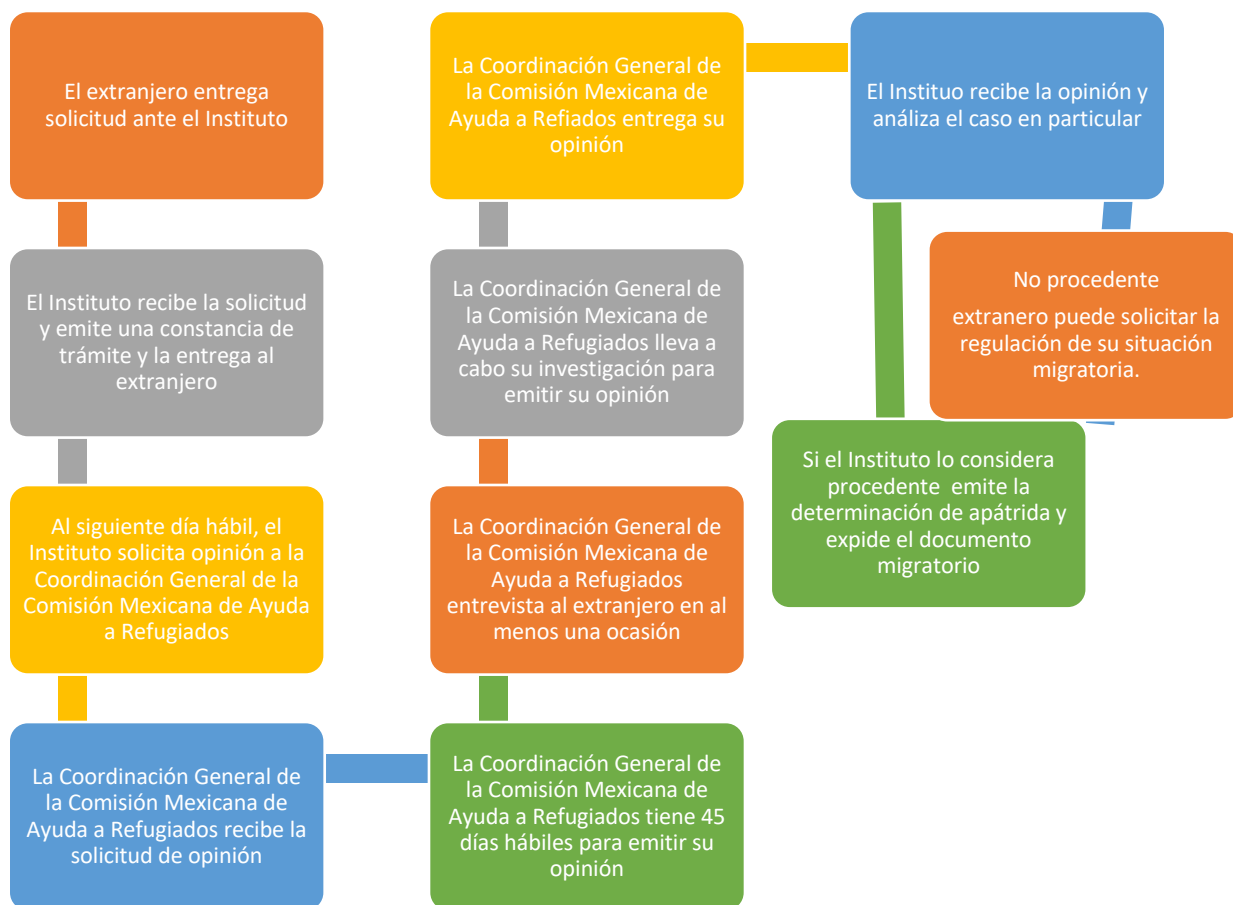 El extranjero entrega
solicitud ante el Instituto
El Instituto recibe la solicitud
y emite una constancia de
trámite y la entrega al
extranjero
Al siguiente día hábil, el
Instituto solicita opinión a la
Coordinación General de la
Comisión Mexicana de Ayuda
a Refugiados
La Coordinación General de
la Comisión Mexicana de
Ayuda a Refugiados recibe la
solicitud de opinión
La Coordinación General de
la Comisión Mexicana de
Ayuda a Refugiados tiene 45
días hábiles para emitir su
opinión
La Coordinación General de
la Comisión Mexicana de
Ayuda a Refugiados
entrevista al extranjero en al
menos una ocasión
La Coordinación General de
la Comisión Mexicana de
Ayuda a Refugiados lleva a
cabo su investigación para
emitir su opinión
La Coordinación General de
la Comisión Mexicana de
Ayuda a Refiados entrega su
opinión
El Instituo recibe la opinión y
análiza el caso en particular
No procedente
extranero puede solicitar la
regulación de su situación
migratoria.
Si el Instituto lo considera
procedente emite la
determinación de apátrida y
expide el documento
migratorio